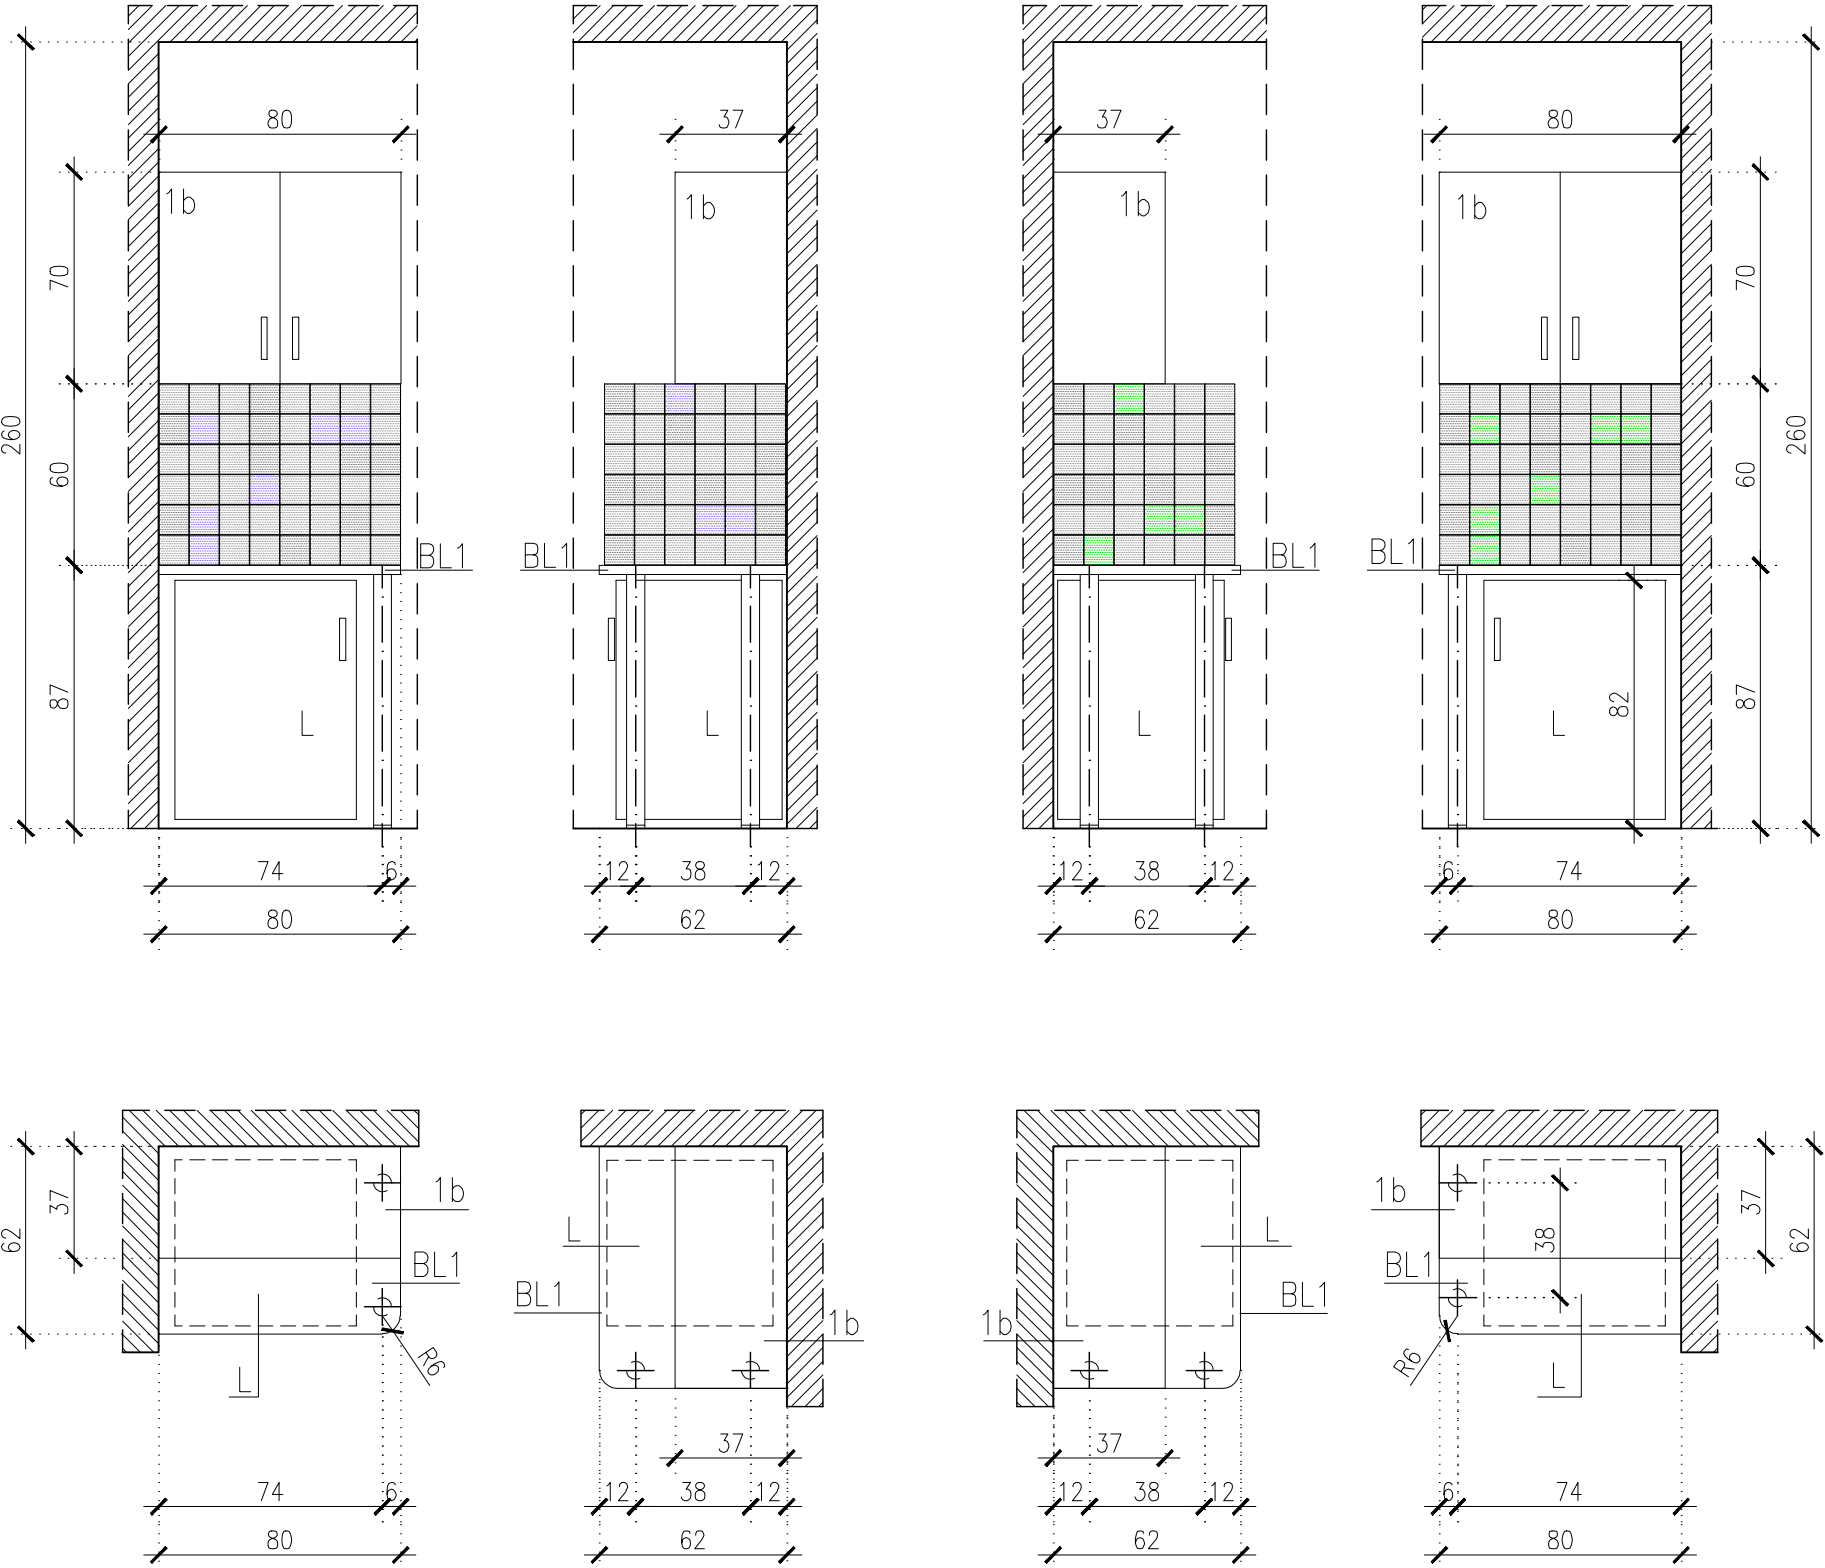 80 37 37 80
1b 1b 1b 1b
70 70
260 260
60 60
BL1 BL1 BL1 BL1
87 L L L L 82 87
74 6 12 38 12 12 38 12 6 74
80 62 62 80
37 1b 1b 37
62 L L 38 62
BL1 BL1 BL1 BL1
1b 1b
R6 R6
L L
37 37
74 6 12 38 12 12 38 12 6 74
80 62 62 80